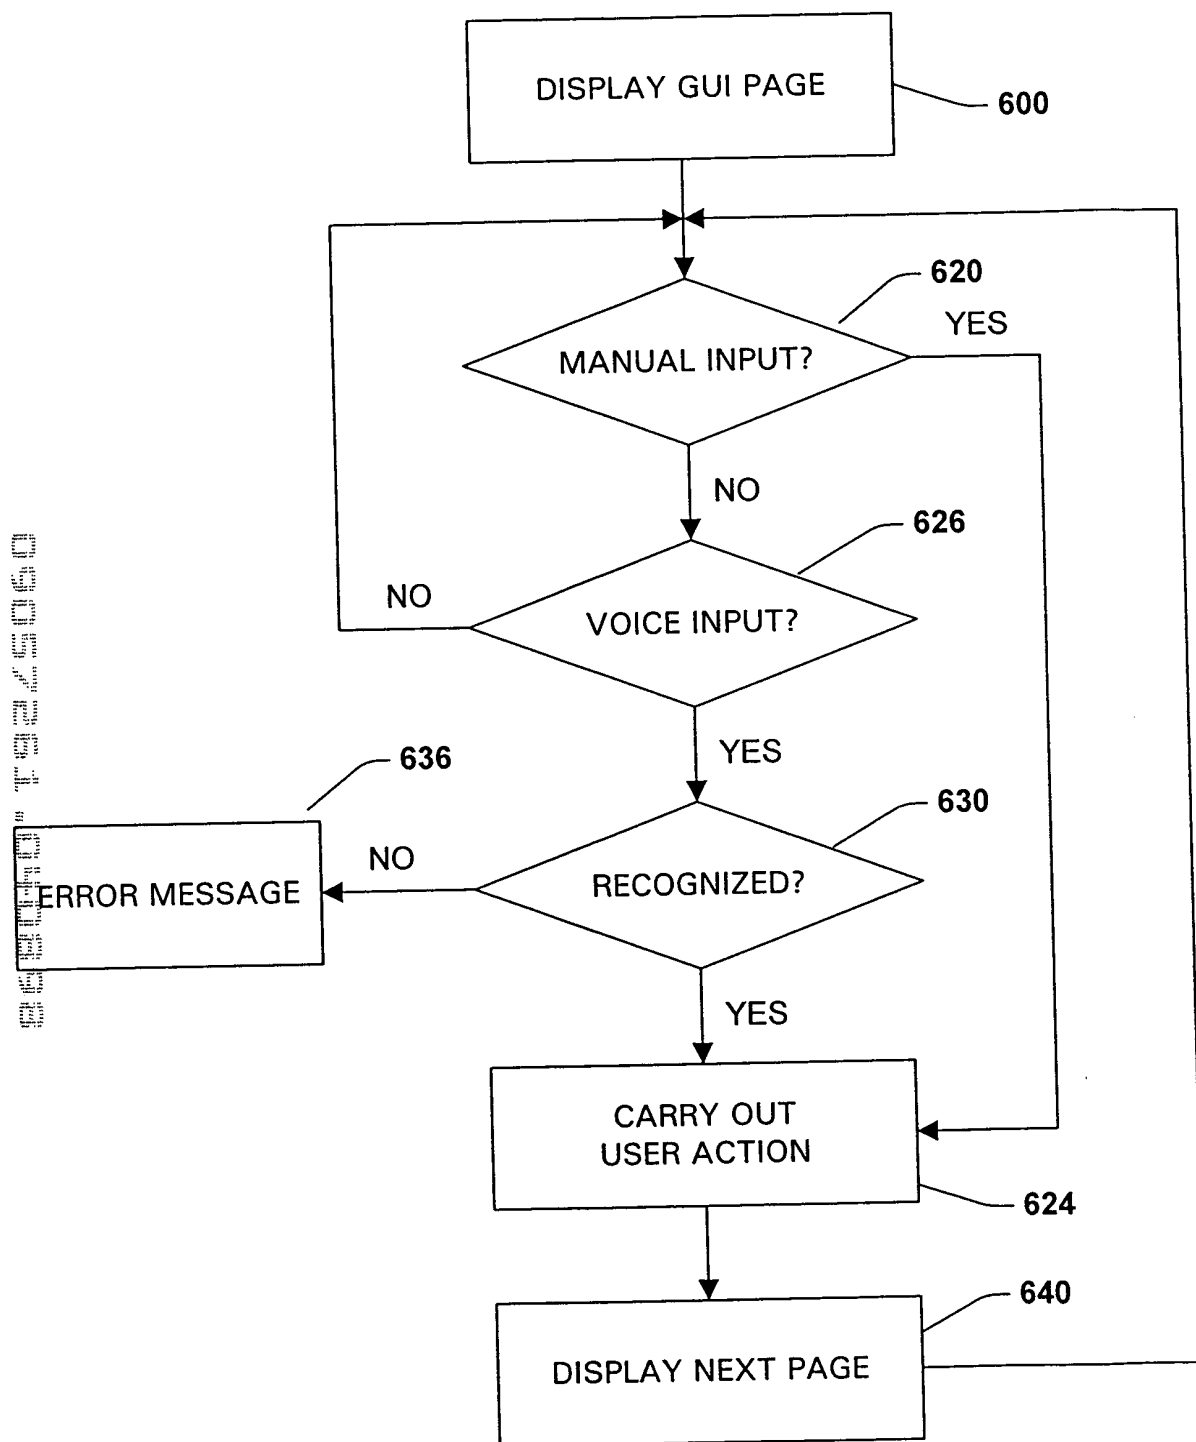 DISPLAY GUI PAGE
600
620
YES
MANUAL INPUT?
NO
626
NO
VOICE INPUT?
YES
636
630
NO
ERROR MESSAGE
RECOGNIZED?
YES
CARRY OUT
USER ACTION
624
640
DISPLAY NEXT PAGE